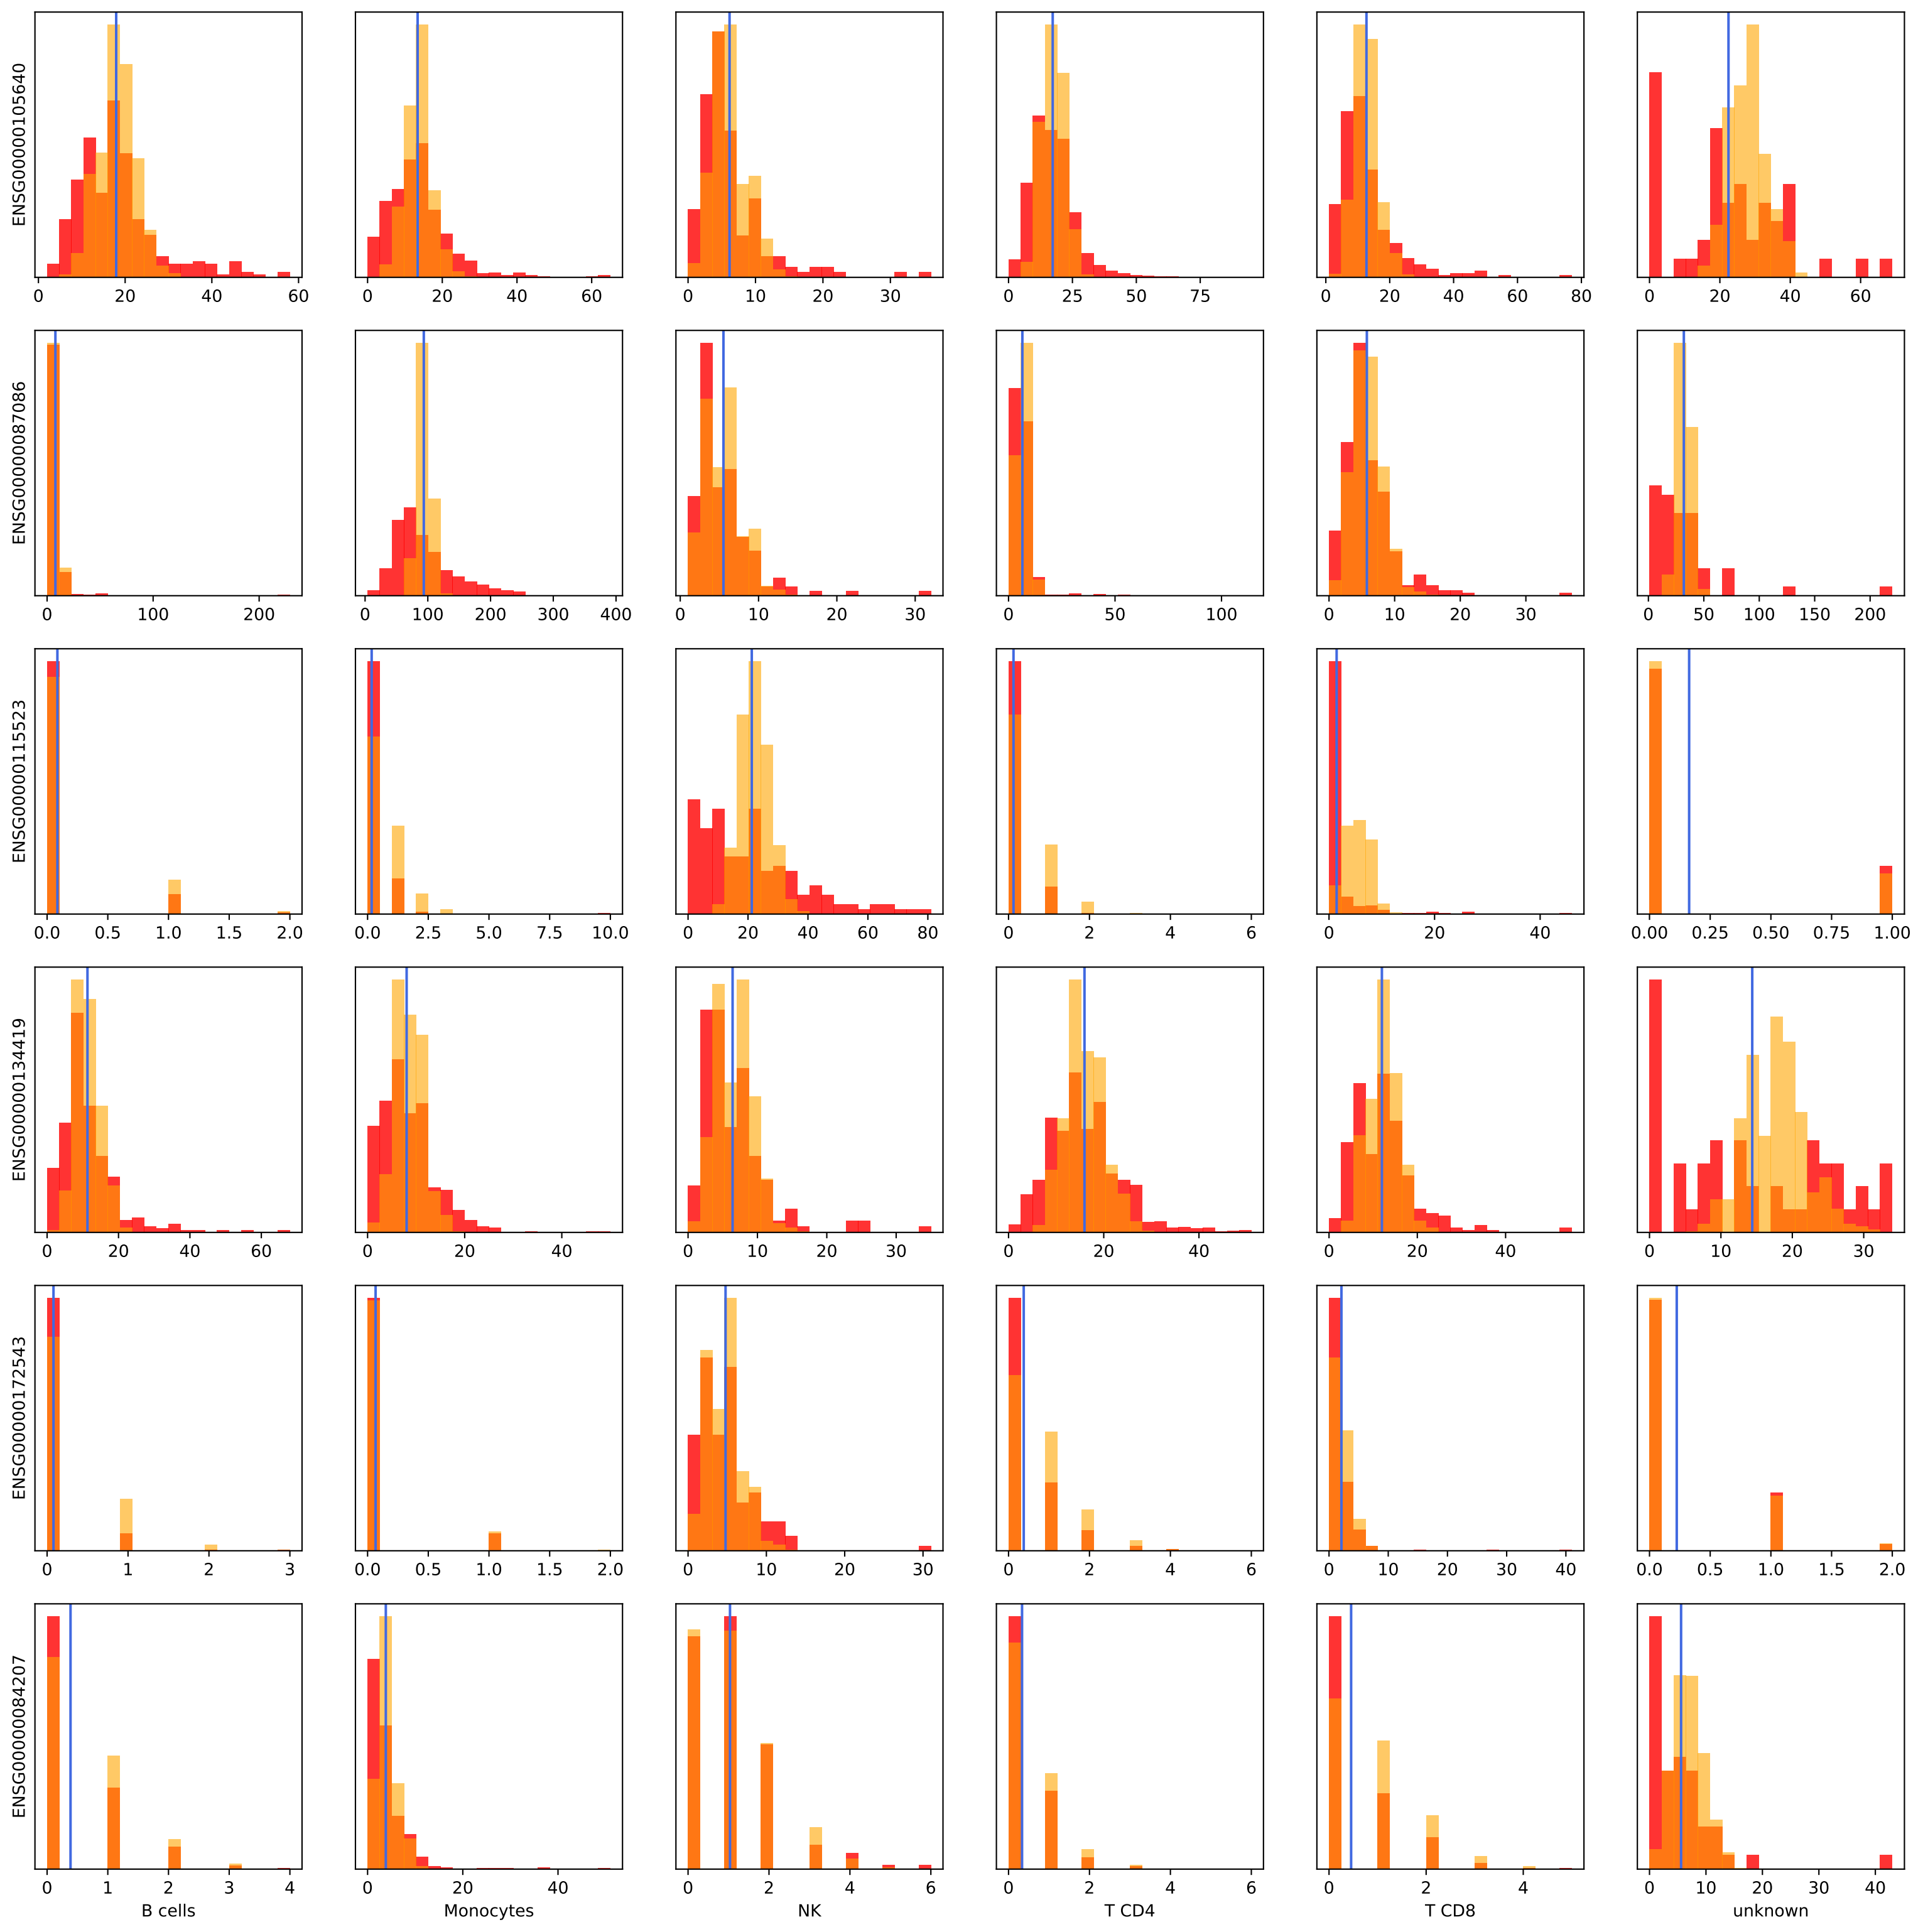 ENSG00000105640
0 20 40 60
0 20 40 60
0 10 20 30
0 25 50 75
0 20 40 60 80
0 20 40 60
ENSG00000087086
0 100 200
0 100 200 300 400
0 10 20 30
0 50 100
0 10 20 30
0 50 100 150 200
ENSG00000115523
0.0 0.5 1.0 1.5 2.0
0.0 2.5 5.0 7.5 10.0
0 20 40 60 80
0 2 4 6
0 20 40
0.00 0.25 0.50 0.75 1.00
ENSG00000134419
0 20 40 60
0 20 40
0 10 20 30
0 20 40
0 20 40
0 10 20 30
ENSG00000172543
0 1 2 3
0.0 0.5 1.0 1.5 2.0
0 10 20 30
0 2 4 6
0 10 20 30 40
0.0 0.5 1.0 1.5 2.0
ENSG00000084207
0 1 2 3 4
B cells
0 20 40
Monocytes
0 2 4 6
NK
0 2 4 6
T CD4
0 2 4
T CD8
0 10 20 30 40
unknown